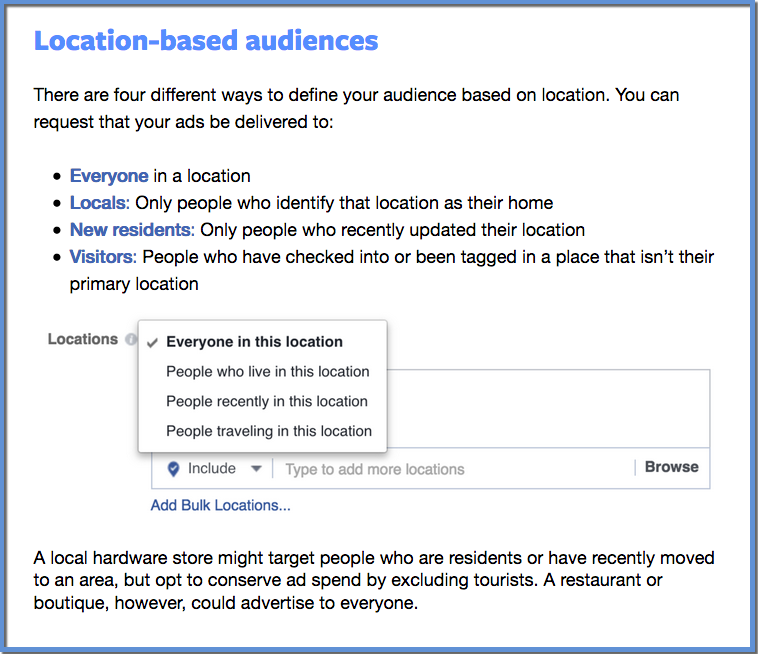 Location-based audiences
There are four different ways to define your audience based on location. You can
request that your ads be delivered to:
• Everyone in a location
• Locals: Only people who identify that location as their home
• New residents: Only people who recently updated their location
• Visitors: People who have checked into or been tagged in a place that isn't their
primary location
Locations
Everyone in this location
People who live in this location
People recently in this location
People traveling in this location
Include Type to add more locations Browse
Add Bulk Locations...
A local hardware store might target people who are residents or have recently moved
to an area, but opt to conserve ad spend by excluding tourists. A restaurant or
boutique, however, could advertise to everyone.